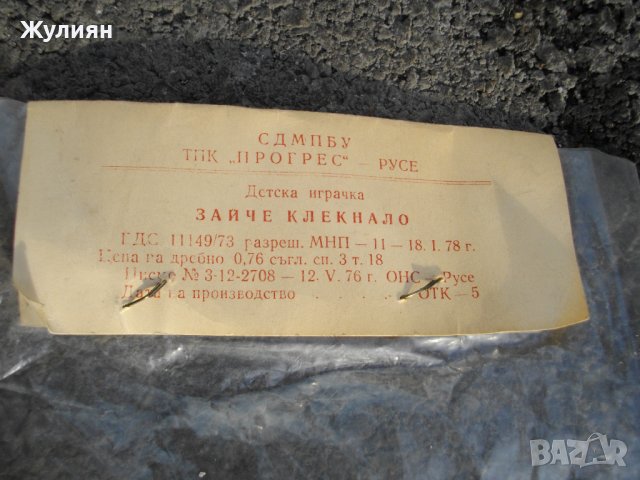 Жулиян
СДМПБУ
ТПК „ПРОГРЕС“ — РУСЕ
Детска играчка
ЗАЙЧЕ КЛЕКНАЛО
ГДС 11149/73 разреш. МНП — 11 — 18. I. 78 г.
Цена на дребно 0,76 съгл. сп. 3 т. 18
Писмо № 3-12-2708 — 12. V. 76 г. ОНС — Русе
Дата на производство . . . . . . . ОТК — 5
BAZAR